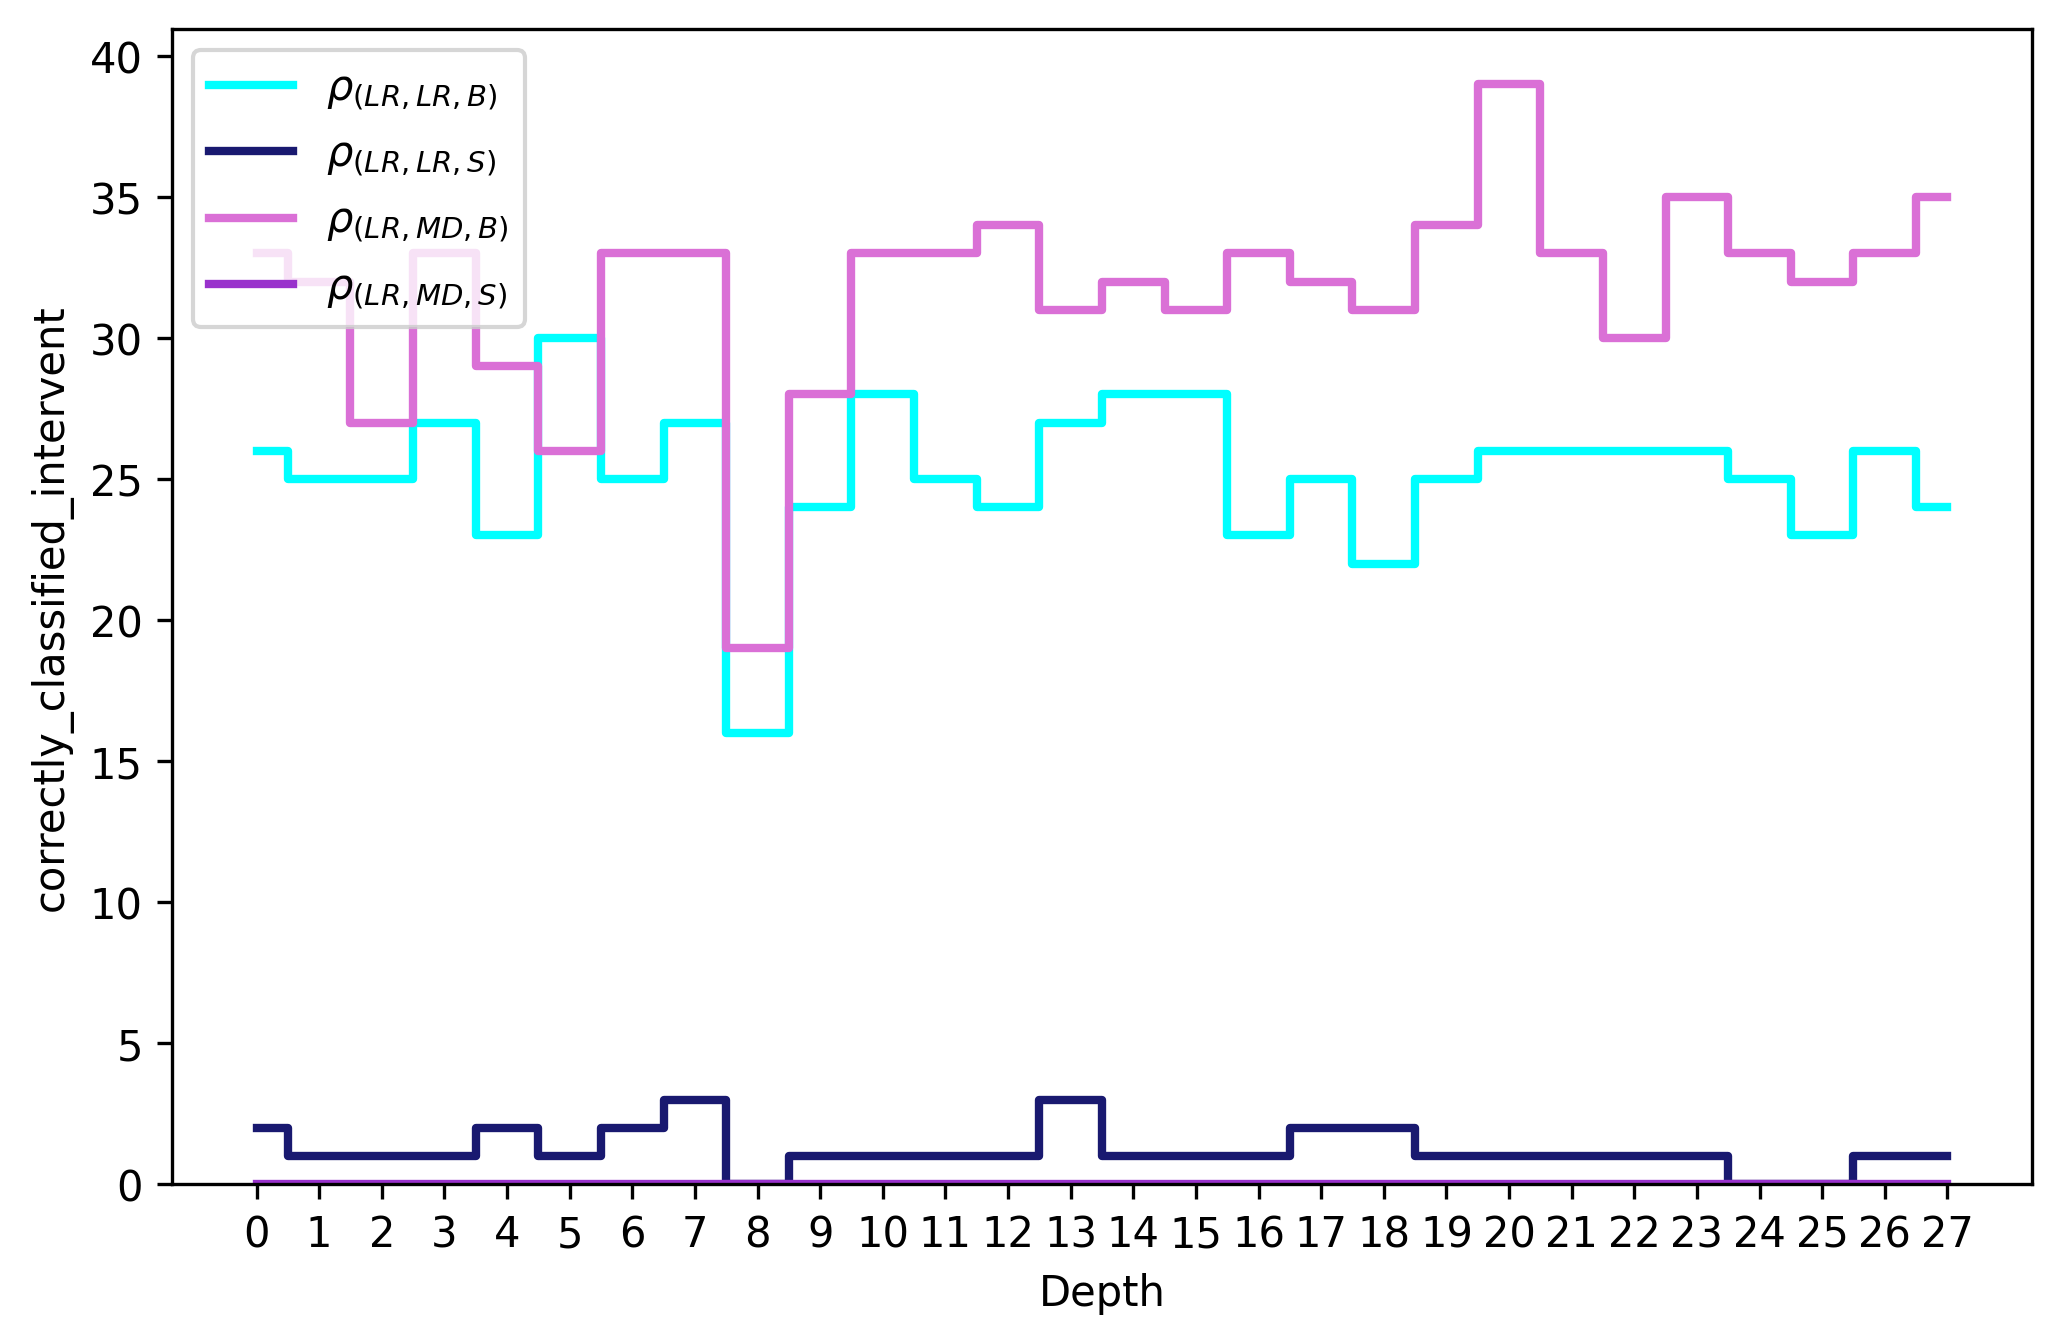 40
35
30
25
20
15
10
5
0
correctly_classified_intervent
ρ(LR, LR, B)
ρ(LR, LR, S)
ρ(LR, MD, B)
ρ(LR, MD, S)
0 1 2 3 4 5 6 7 8 9 10 11 12 13 14 15 16 17 18 19 20 21 22 23 24 25 26 27
Depth